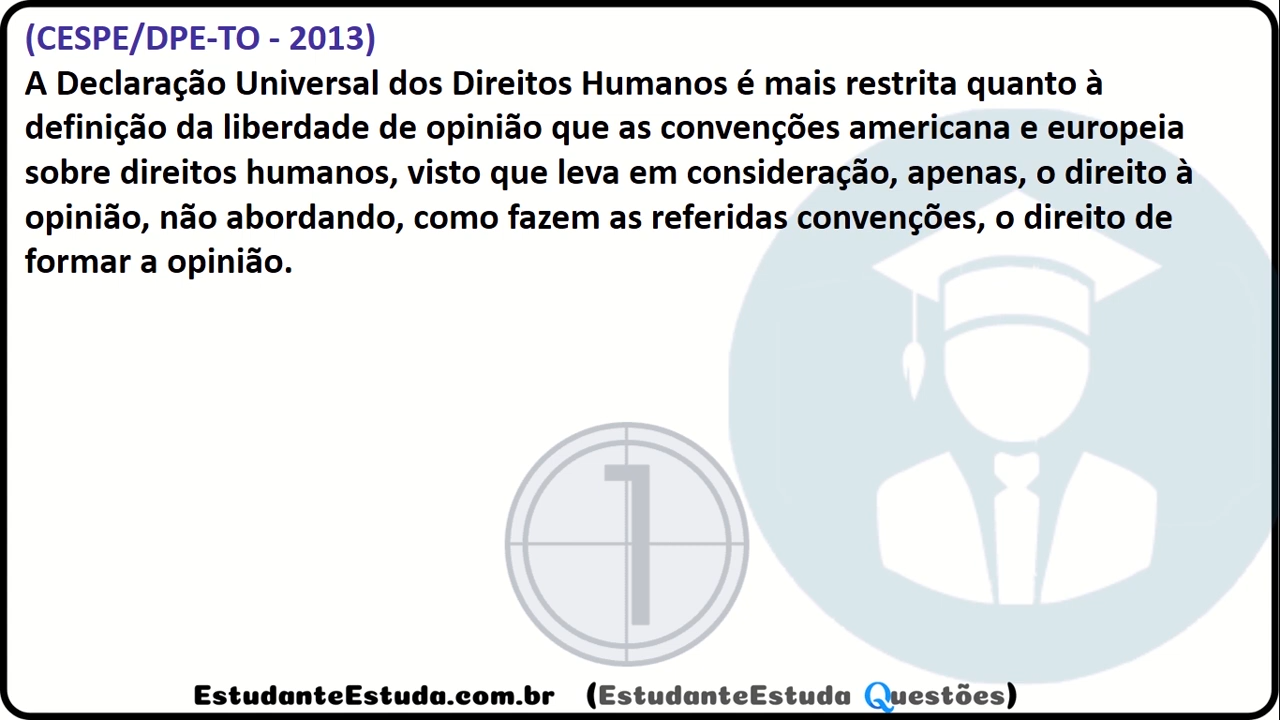 (CESPE/DPE-TO - 2013)
A Declaração Universal dos Direitos Humanos é mais restrita quanto à
definição da liberdade de opinião que as convenções americana e europeia
sobre direitos humanos, visto que leva em consideração, apenas, o direito à
opinião, não abordando, como fazem as referidas convenções, o direito de
formar a opinião.
1
EstudanteEstuda.com.br (EstudanteEstuda Questões)